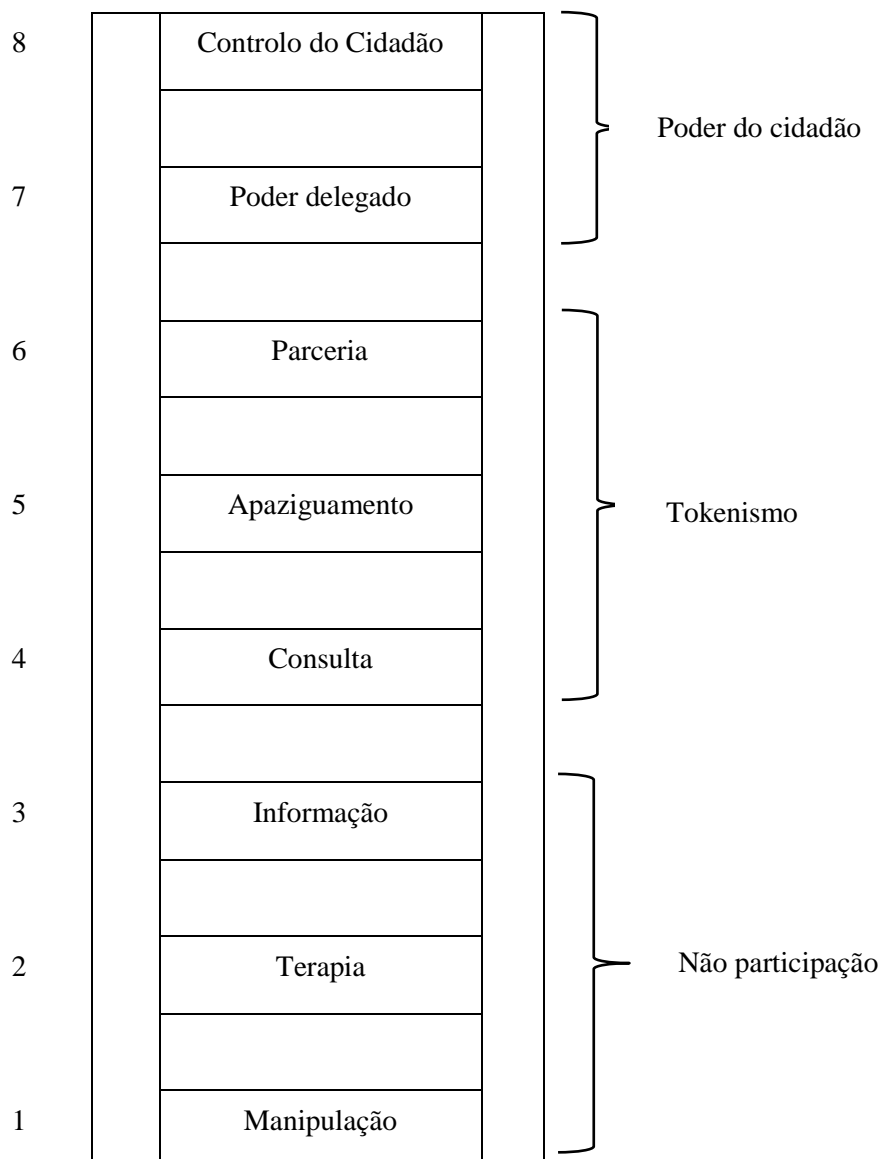 8 Controlo do Cidadão
Poder do cidadão
7 Poder delegado
6 Parceria
5 Apaziguamento
Tokenismo
4 Consulta
3 Informação
2 Terapia
Não participação
1 Manipulação